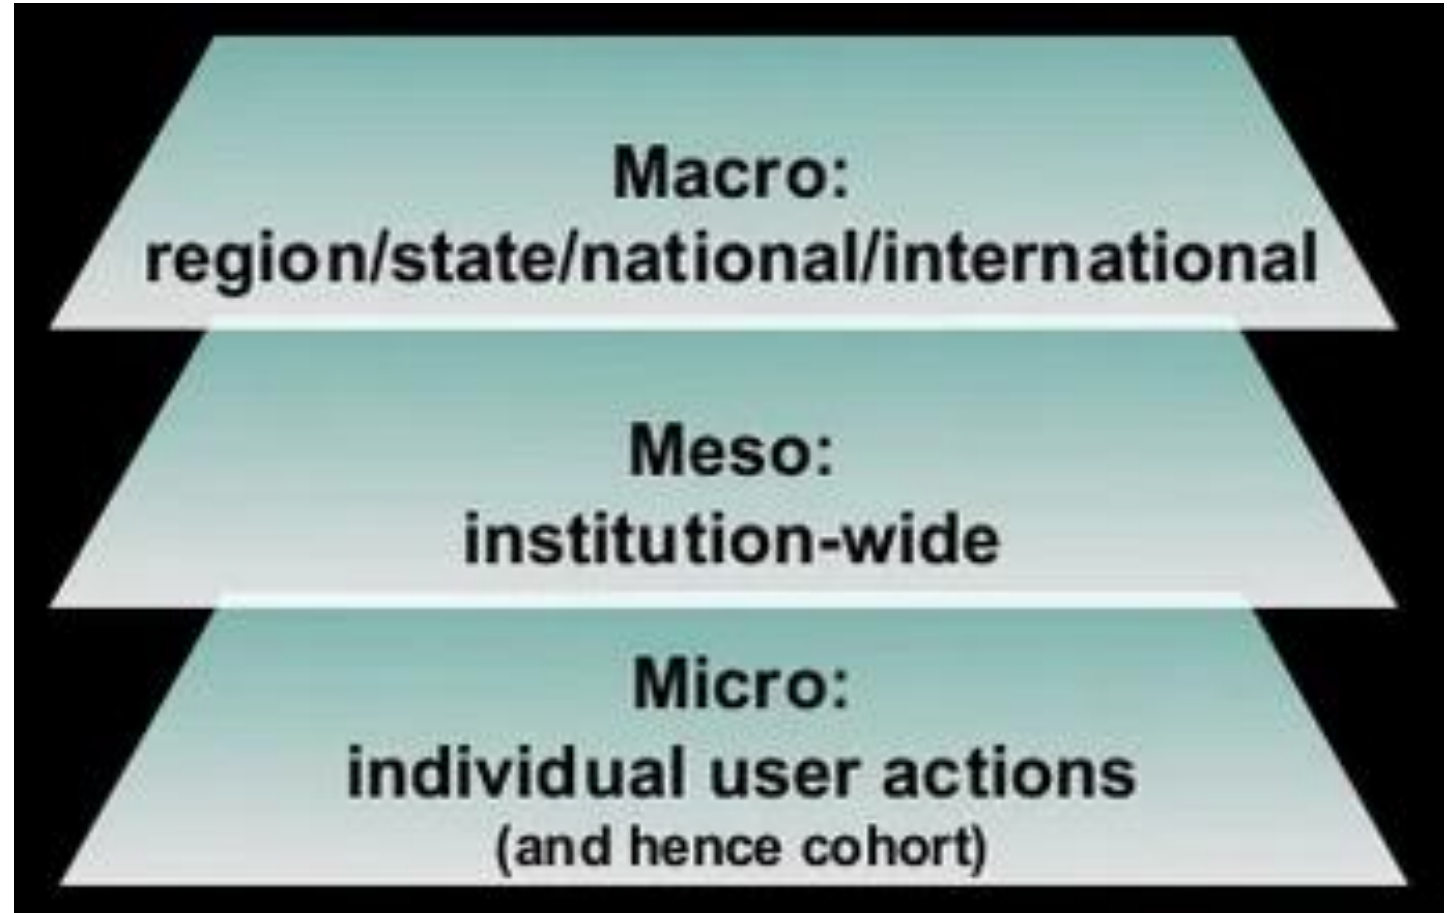 Macro:
region/state/national/international
Meso:
institution-wide
Micro:
individual user actions
(and hence cohort)